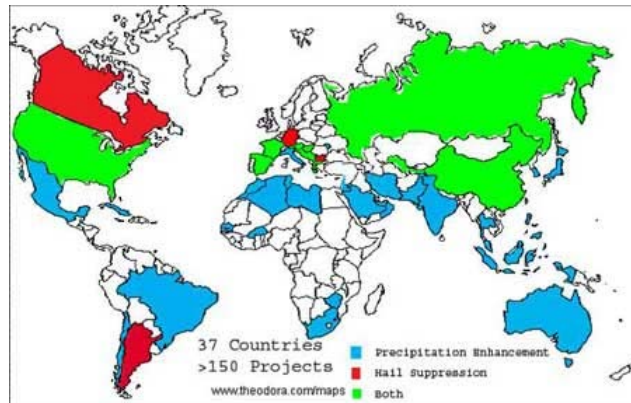 37 Countries
>150 Projects
www.theodora.com/maps
Precipitation Enhancement
Hail Suppression
Both